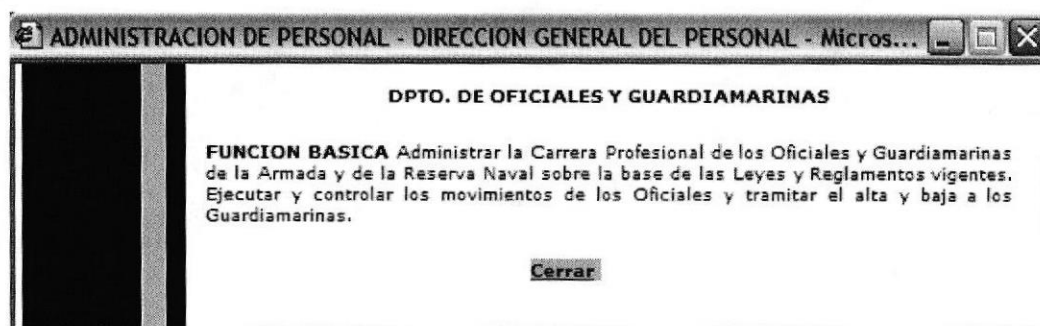 ADMINISTRACION DE PERSONAL - DIRECCION GENERAL DEL PERSONAL - Micros...
DPTO. DE OFICIALES Y GUARDIAMARINAS
FUNCION BASICA Administrar la Carrera Profesional de los Oficiales y Guardiamarinas
de la Armada y de la Reserva Naval sobre la base de las Leyes y Reglamentos vigentes.
Ejecutar y controlar los movimientos de los Oficiales y tramitar el alta y baja a los
Guardiamarinas.
Cerrar